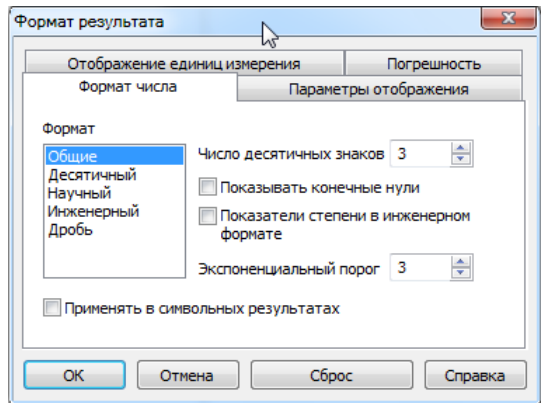 Формат результата
Отображение единиц измерения
Погрешность
Формат числа
Параметры отображения
Формат
Общие
Десятичный
Научный
Инженерный
Дробь
Число десятичных знаков 3
Показывать конечные нули
Показатели степени в инженерном
формате
Экспоненциальный порог 3
Применять в символьных результатах
ОК
Отмена
Сброс
Справка